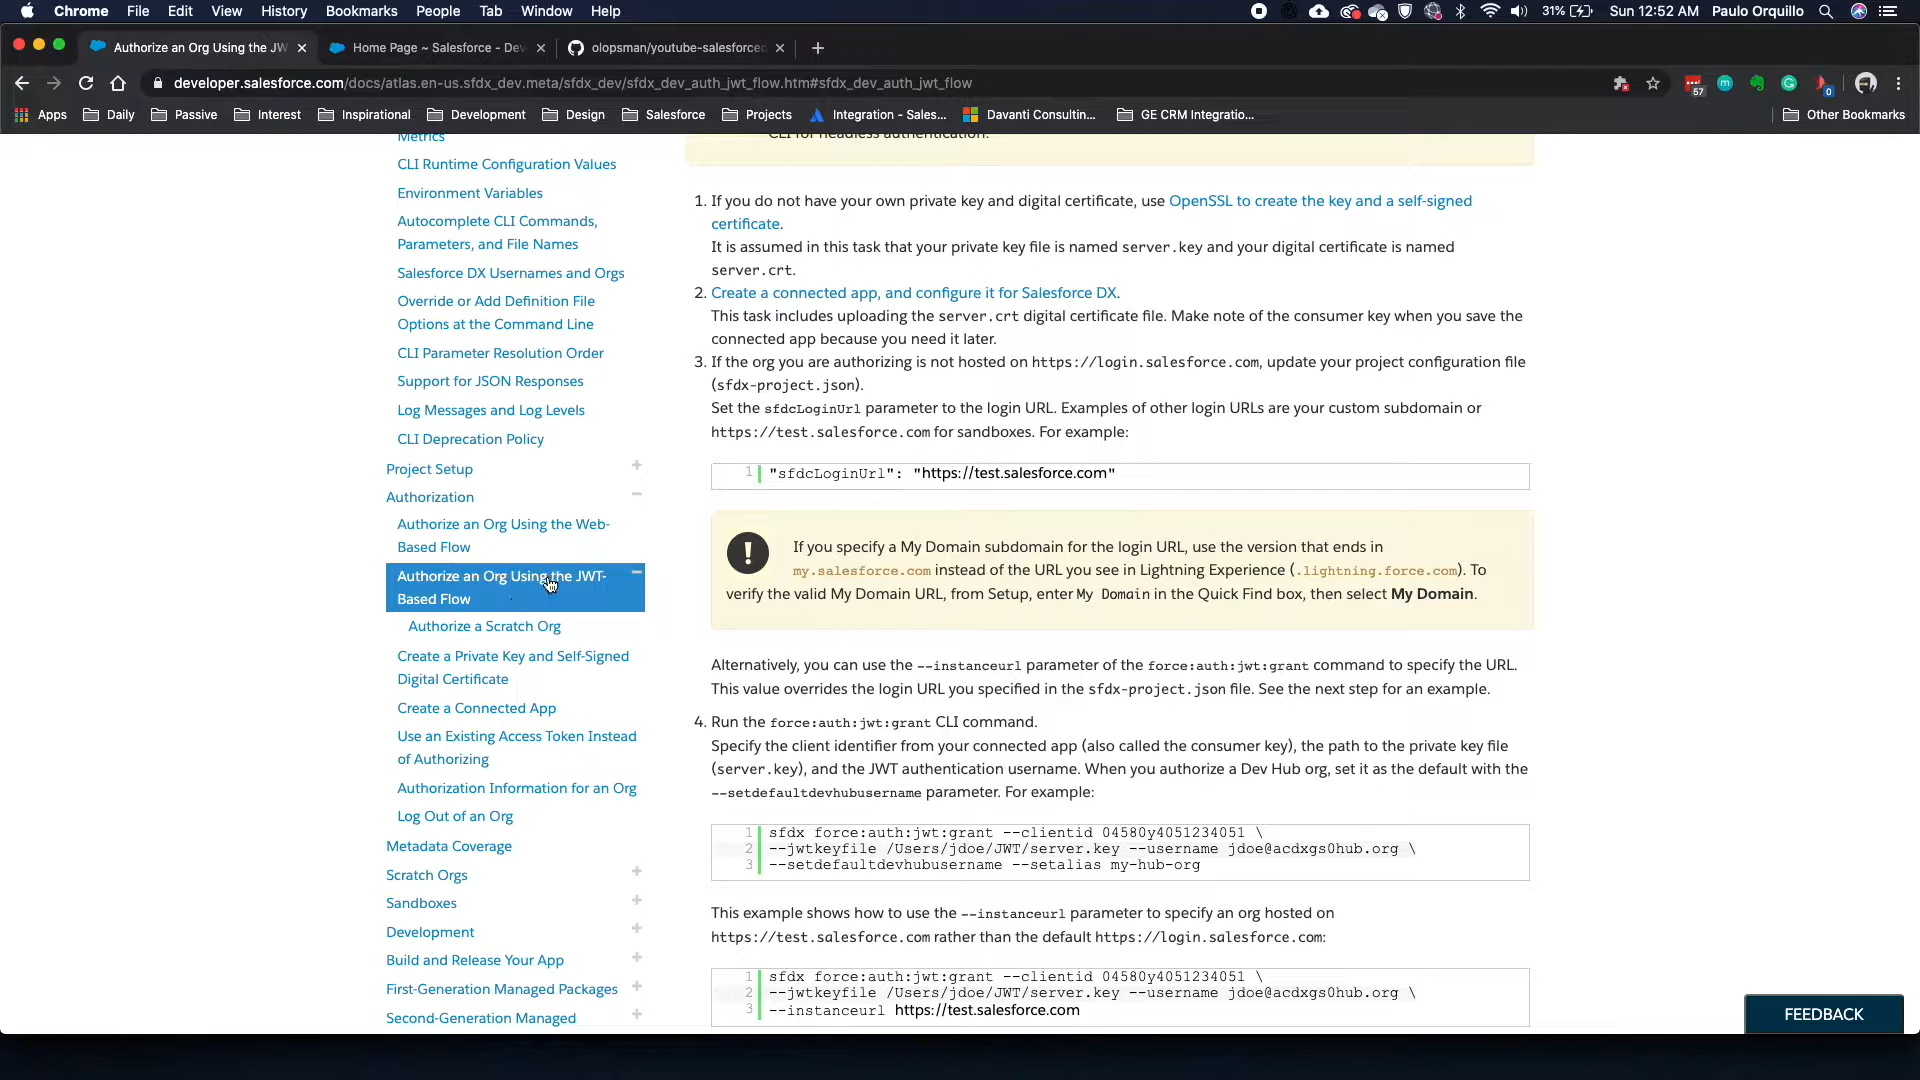 Chrome File Edit View History Bookmarks People Tab Window Help 31% Sun 12:52 AM Paulo Orquillo
Authorize an Org Using the JW Home Page ~ Salesforce - Dev olopsman/youtube-salesforced
developer.salesforce.com/docs/atlas.en-us.sfdx_dev.meta/sfdx_dev/sfdx_dev_auth_jwt_flow.htm#sfdx_dev_auth_jwt_flow 57 0
Apps Daily Passive Interest Inspirational Development Design Salesforce Projects Integration - Sales... Davanti Consultin... GE CRM Integratio... Other Bookmarks
Metrics
CLI Runtime Configuration Values
Environment Variables
Autocomplete CLI Commands,
Parameters, and File Names
Salesforce DX Usernames and Orgs
Override or Add Definition File
Options at the Command Line
CLI Parameter Resolution Order
Support for JSON Responses
Log Messages and Log Levels
CLI Deprecation Policy
Project Setup
Authorization
Authorize an Org Using the Web-
Based Flow
Authorize an Org Using the JWT-
Based Flow
Authorize a Scratch Org
Create a Private Key and Self-Signed
Digital Certificate
Create a Connected App
Use an Existing Access Token Instead
of Authorizing
Authorization Information for an Org
Log Out of an Org
Metadata Coverage
Scratch Orgs
Sandboxes
Development
Build and Release Your App
First-Generation Managed Packages
Second-Generation Managed
CLI for headless authentication.
1. If you do not have your own private key and digital certificate, use OpenSSL to create the key and a self-signed
certificate.
It is assumed in this task that your private key file is named server.key and your digital certificate is named
server.crt.
2. Create a connected app, and configure it for Salesforce DX.
This task includes uploading the server.crt digital certificate file. Make note of the consumer key when you save the
connected app because you need it later.
3. If the org you are authorizing is not hosted on https://login.salesforce.com, update your project configuration file
(sfdx-project.json).
Set the sfdcLoginUrl parameter to the login URL. Examples of other login URLs are your custom subdomain or
https://test.salesforce.com for sandboxes. For example:
1 "sfdcLoginUrl": "https://test.salesforce.com"
If you specify a My Domain subdomain for the login URL, use the version that ends in
my.salesforce.com instead of the URL you see in Lightning Experience (.lightning.force.com). To
verify the valid My Domain URL, from Setup, enter My Domain in the Quick Find box, then select My Domain.
Alternatively, you can use the --instanceurl parameter of the force:auth:jwt:grant command to specify the URL.
This value overrides the login URL you specified in the sfdx-project.json file. See the next step for an example.
4. Run the force:auth:jwt:grant CLI command.
Specify the client identifier from your connected app (also called the consumer key), the path to the private key file
(server.key), and the JWT authentication username. When you authorize a Dev Hub org, set it as the default with the
--setdefaultdevhubusername parameter. For example:
1 sfdx force:auth:jwt:grant --clientid 04580y4051234051 \
2 --jwtkeyfile /Users/jdoe/JWT/server.key --username jdoe@acdxgs0hub.org \
3 --setdefaultdevhubusername --setalias my-hub-org
This example shows how to use the --instanceurl parameter to specify an org hosted on
https://test.salesforce.com rather than the default https://login.salesforce.com:
1 sfdx force:auth:jwt:grant --clientid 04580y4051234051 \
2 --jwtkeyfile /Users/jdoe/JWT/server.key --username jdoe@acdxgs0hub.org \
3 --instanceurl https://test.salesforce.com
FEEDBACK